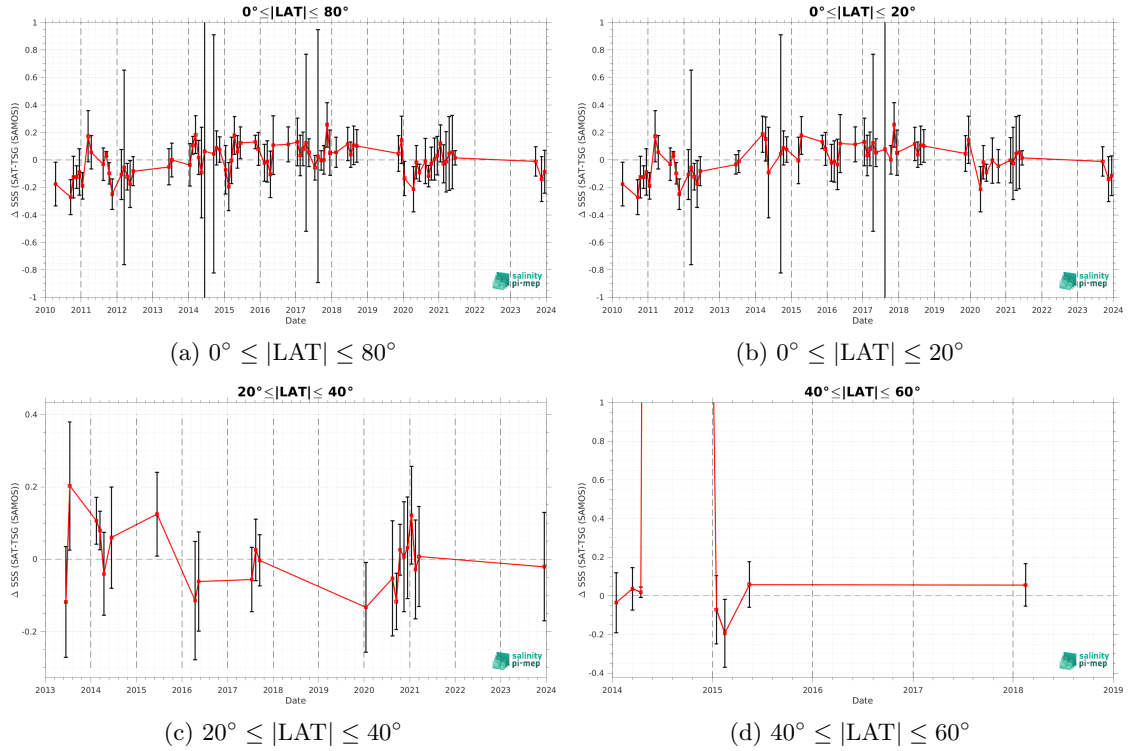 0°≤|LAT|≤ 80°
Δ SSS (SAT-TSG (SAMOS))
1
0.8
0.6
0.4
0.2
0
-0.2
-0.4
-0.6
-0.8
-1
2010 2011 2012 2013 2014 2015 2016 2017 2018 2019 2020 2021 2022 2023 2024
Date
salinity
pi-mep
(a) 0° ≤ |LAT| ≤ 80°
0°≤|LAT|≤ 20°
Δ SSS (SAT-TSG (SAMOS))
1
0.8
0.6
0.4
0.2
0
-0.2
-0.4
-0.6
-0.8
-1
2010 2011 2012 2013 2014 2015 2016 2017 2018 2019 2020 2021 2022 2023 2024
Date
salinity
pi-mep
(b) 0° ≤ |LAT| ≤ 20°
20°≤|LAT|≤ 40°
Δ SSS (SAT-TSG (SAMOS))
0.4
0.2
0
-0.2
2013 2014 2015 2016 2017 2018 2019 2020 2021 2022 2023 2024
Date
salinity
pi-mep
(c) 20° ≤ |LAT| ≤ 40°
40°≤|LAT|≤ 60°
Δ SSS (SAT-TSG (SAMOS))
1
0.8
0.6
0.4
0.2
0
-0.2
-0.4
2014 2015 2016 2017 2018 2019
Date
salinity
pi-mep
(d) 40° ≤ |LAT| ≤ 60°